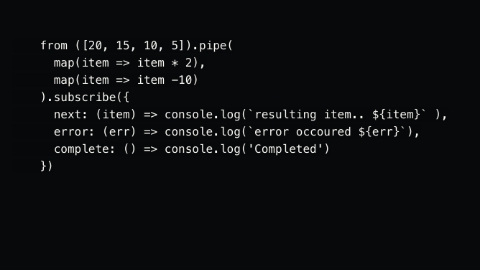 from ([20, 15, 10, 5]).pipe(
  map(item => item * 2),
  map(item => item -10)
).subscribe({
  next: (item) => console.log(`resulting item.. ${item}` ),
  error: (err) => console.log(`error occoured ${err}`),
  complete: () => console.log('Completed')
})